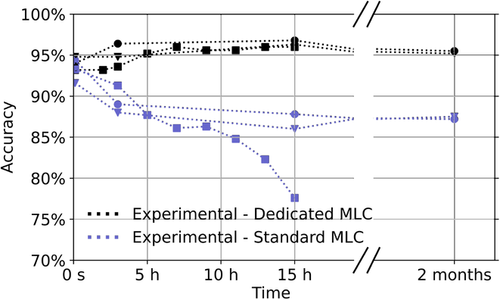 100%
95%
90%
85%
80%
75%
70%
Accuracy
Experimental - Dedicated MLC
Experimental - Standard MLC
0 s 5 h 10 h 15 h 2 months
Time